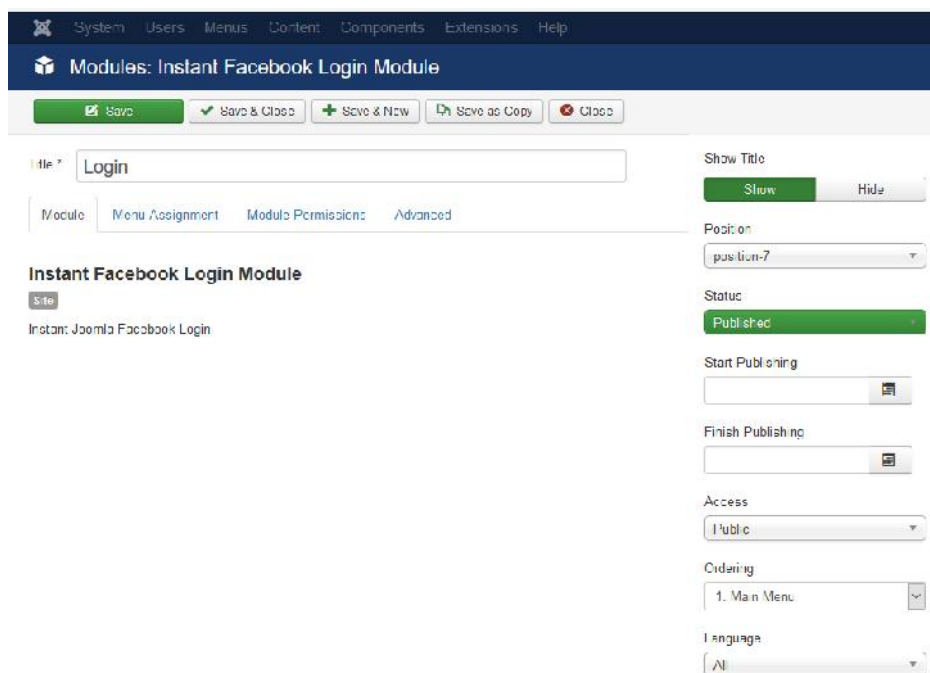 System Users Menus Content Components Extensions Help
Modules: Instant Facebook Login Module
Save Save & Close Save & New Save as Copy Close
Title * Login
Module Menu Assignment Module Permissions Advanced
Instant Facebook Login Module
Site
Instant Joomla Facebook Login
Show Title
Show Hide
Position
position-7
Status
Published
Start Publishing
Finish Publishing
Access
Public
Ordering
1. Main Menu
Language
All